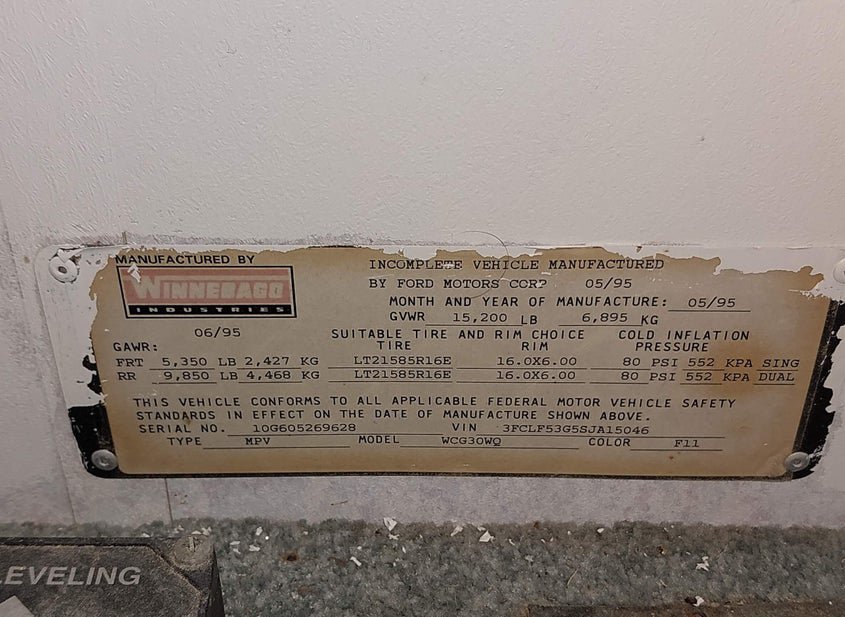 MANUFACTURED BY
WINNEBAGO
INDUSTRIES
06/95
INCOMPLETE VEHICLE MANUFACTURED
BY FORD MOTORS CORP 05/95
MONTH AND YEAR OF MANUFACTURE: 05/95
GVWR 15,200 LB 6,895 KG
SUITABLE TIRE AND RIM CHOICE COLD INFLATION
GAWR: TIRE RIM PRESSURE
FRT 5,350 LB 2,427 KG LT21585R16E 16.0X6.00 80 PSI 552 KPA SING
RR 9,850 LB 4,468 KG LT21585R16E 16.0X6.00 80 PSI 552 KPA DUAL
THIS VEHICLE CONFORMS TO ALL APPLICABLE FEDERAL MOTOR VEHICLE SAFETY
STANDARDS IN EFFECT ON THE DATE OF MANUFACTURE SHOWN ABOVE.
SERIAL NO. 10G605269628 VIN 3FCLF53G5SJA15046
TYPE MPV MODEL WCG30WQ COLOR F11
EVELING